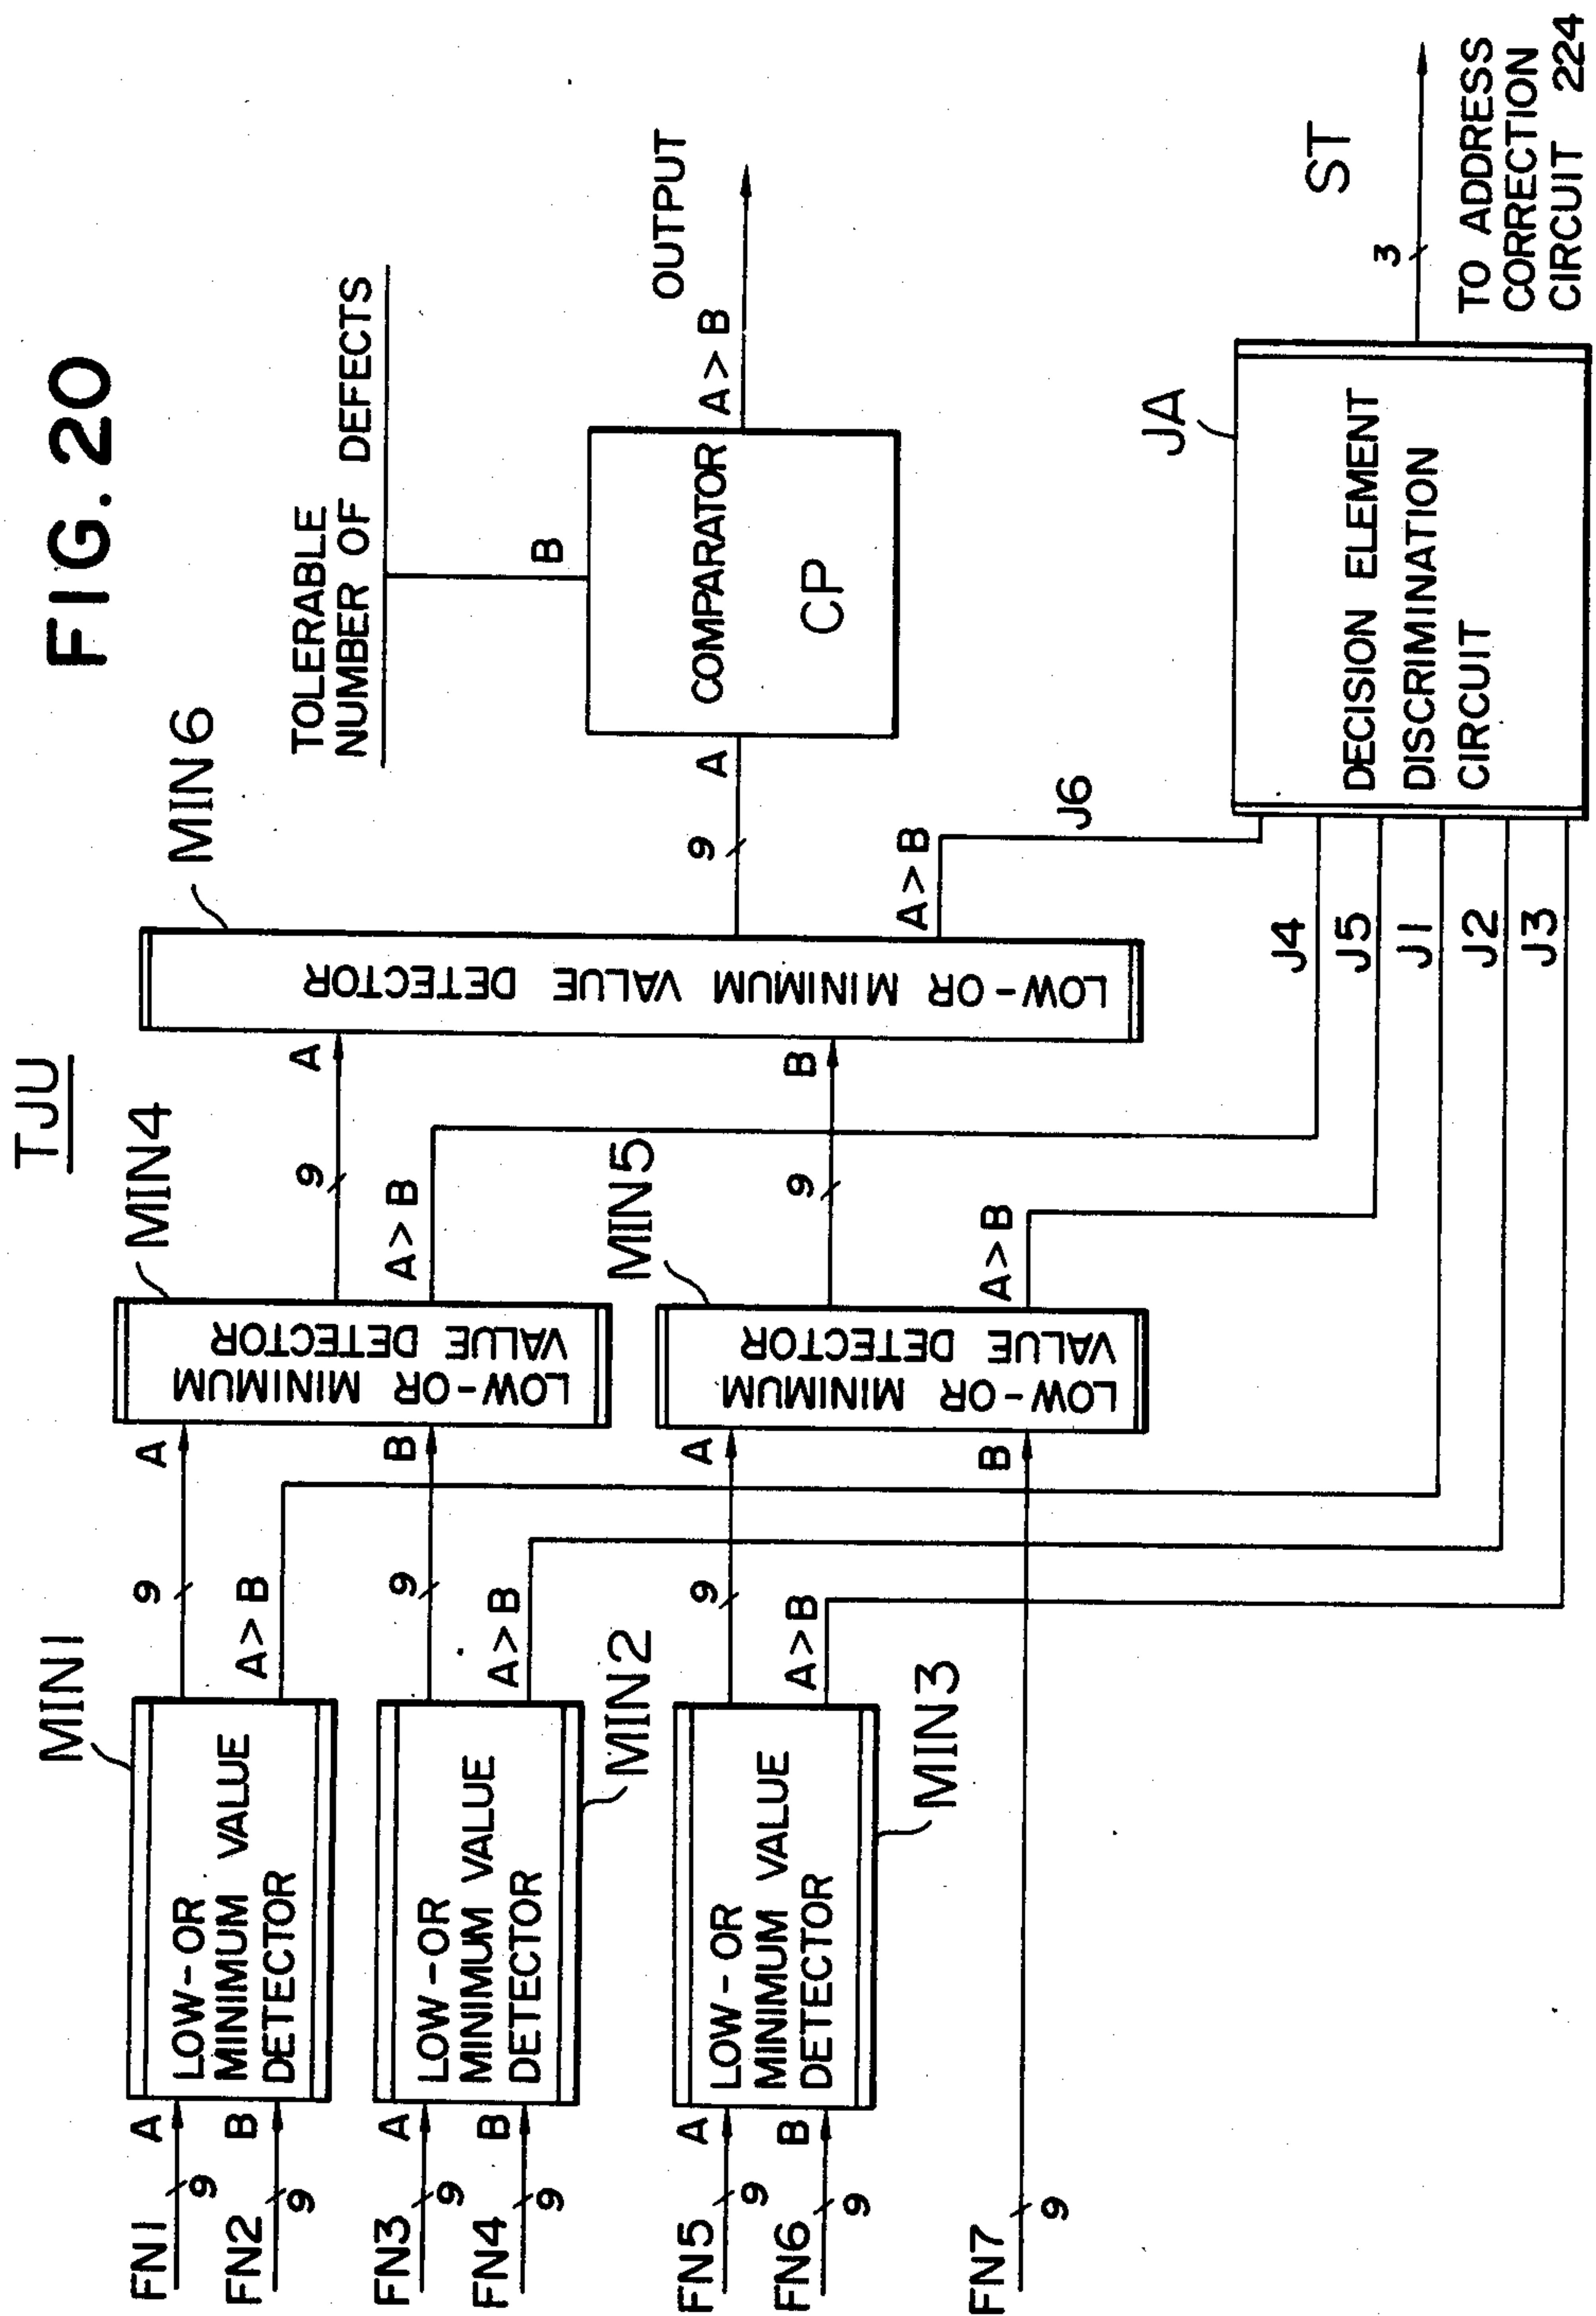 FIG. 20
TJU
MIN1
FN1
9
A
FN2
9
B
LOW-OR
MINIMUM VALUE
DETECTOR
9
A>B
FN3
9
A
FN4
9
B
LOW-OR
MINIMUM VALUE
DETECTOR
9
A>B
MIN2
FN5
9
A
FN6
9
B
LOW-OR
MINIMUM VALUE
DETECTOR
9
A>B
MIN3
FN7
9
MIN4
A
B
LOW-OR MINIMUM
VALUE DETECTOR
9
A>B
MIN5
A
B
LOW-OR MINIMUM
VALUE DETECTOR
9
A>B
MIN6
A
B
LOW-OR MINIMUM VALUE DETECTOR
9
A>B
J6
TOLERABLE
NUMBER OF DEFECTS
B
A
COMPARATOR
CP
A>B
OUTPUT
J4
J5
J1
J2
J3
JA
DECISION ELEMENT
DISCRIMINATION
CIRCUIT
3
ST
TO ADDRESS
CORRECTION
CIRCUIT 224